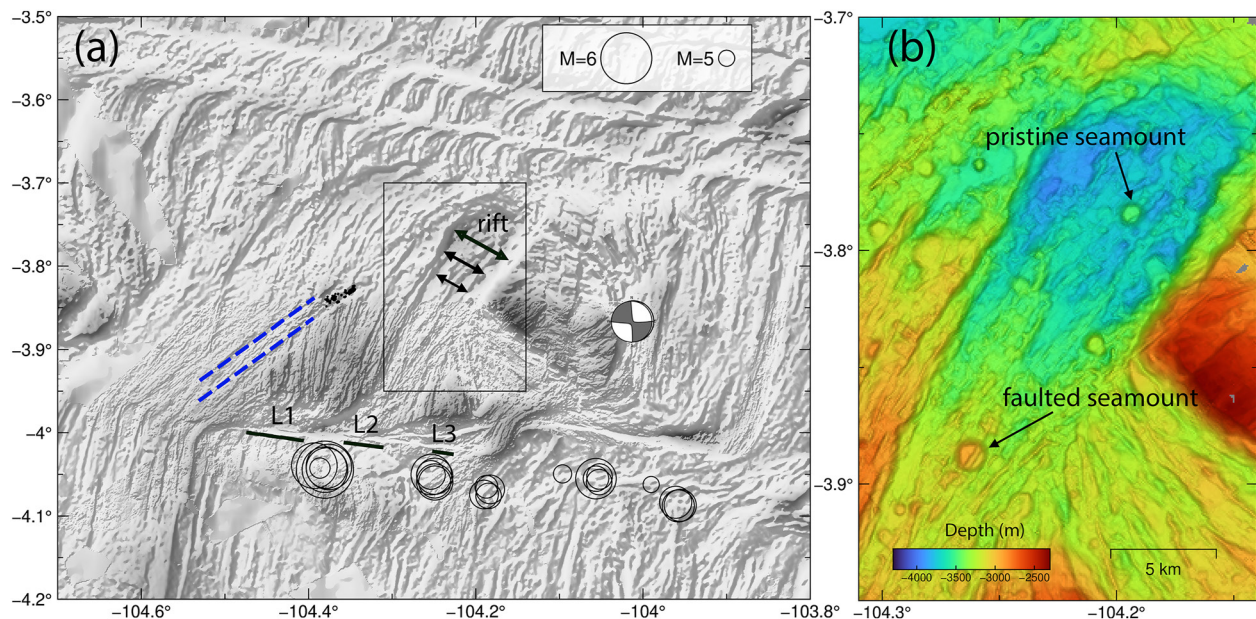 (a)
M=6
M=5
rift
L1
L2
L3
-3.5°
-3.6°
-3.7°
-3.8°
-3.9°
-4°
-4.1°
-4.2°
-104.6°
-104.4°
-104.2°
-104°
-103.8°
(b)
pristine seamount
faulted seamount
Depth (m)
-4000 -3500 -3000 -2500
5 km
-3.7°
-3.8°
-3.9°
-104.3°
-104.2°